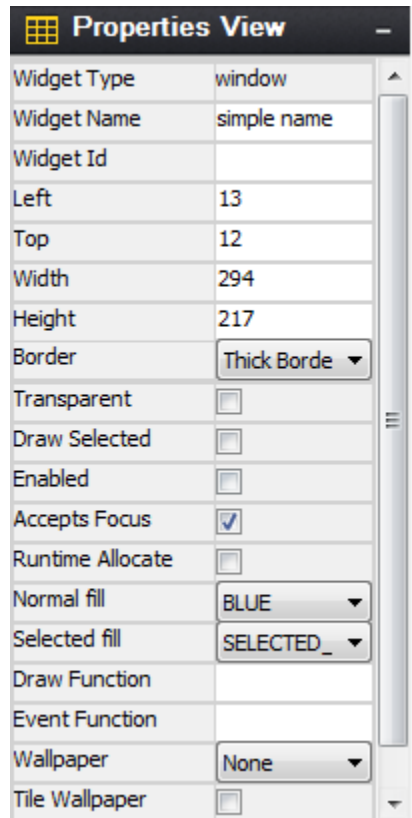 Properties View
Widget Type window
Widget Name simple name
Widget Id
Left 13
Top 12
Width 294
Height 217
Border Thick Borde
Transparent
Draw Selected
Enabled
Accepts Focus
Runtime Allocate
Normal fill BLUE
Selected fill SELECTED_
Draw Function
Event Function
Wallpaper None
Tile Wallpaper